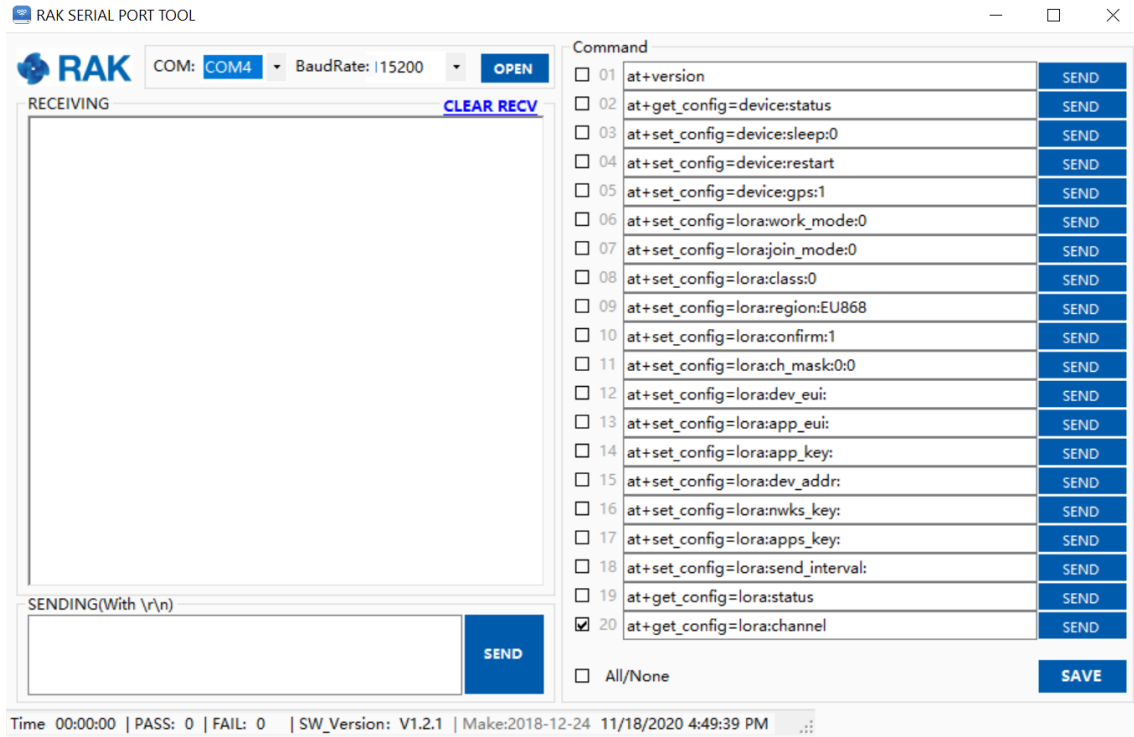 RAK SERIAL PORT TOOL
RAK COM: COM4 BaudRate: 115200 OPEN
RECEIVING CLEAR RECV
SENDING(With \r\n)
SEND
Command
01 at+version SEND
02 at+get_config=device:status SEND
03 at+set_config=device:sleep:0 SEND
04 at+set_config=device:restart SEND
05 at+set_config=device:gps:1 SEND
06 at+set_config=lora:work_mode:0 SEND
07 at+set_config=lora:join_mode:0 SEND
08 at+set_config=lora:class:0 SEND
09 at+set_config=lora:region:EU868 SEND
10 at+set_config=lora:confirm:1 SEND
11 at+set_config=lora:ch_mask:0:0 SEND
12 at+set_config=lora:dev_eui: SEND
13 at+set_config=lora:app_eui: SEND
14 at+set_config=lora:app_key: SEND
15 at+set_config=lora:dev_addr: SEND
16 at+set_config=lora:nwks_key: SEND
17 at+set_config=lora:apps_key: SEND
18 at+set_config=lora:send_interval: SEND
19 at+get_config=lora:status SEND
20 at+get_config=lora:channel SEND
All/None SAVE
Time 00:00:00 | PASS: 0 | FAIL: 0 | SW_Version: V1.2.1 | Make:2018-12-24 11/18/2020 4:49:39 PM